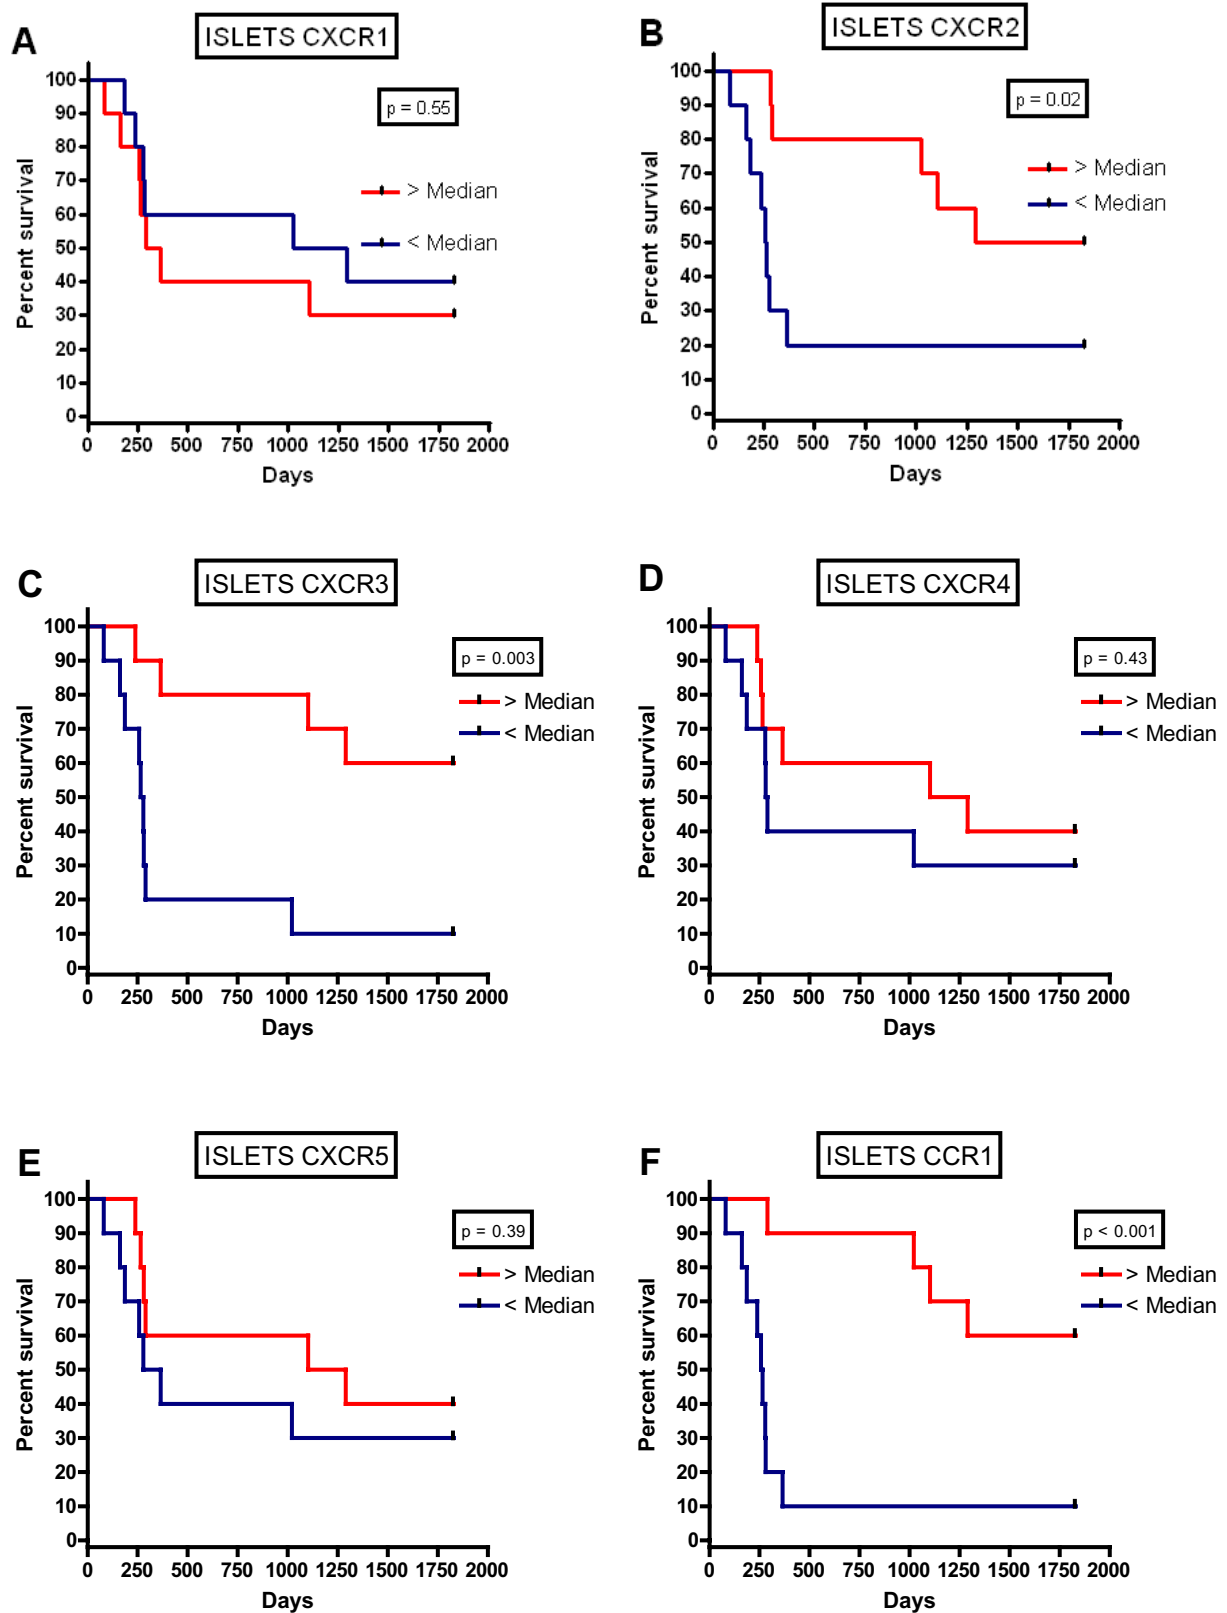 A
ISLETS CXCR1
p = 0.55
> Median
< Median
Percent survival
100
90
80
70
60
50
40
30
20
10
0
0 250 500 750 1000 1250 1500 1750 2000
Days
B
ISLETS CXCR2
p = 0.02
> Median
< Median
Percent survival
100
90
80
70
60
50
40
30
20
10
0
0 250 500 750 1000 1250 1500 1750 2000
Days
C
ISLETS CXCR3
p = 0.003
> Median
< Median
Percent survival
100
90
80
70
60
50
40
30
20
10
0
0 250 500 750 1000 1250 1500 1750 2000
Days
D
ISLETS CXCR4
p = 0.43
> Median
< Median
Percent survival
100
90
80
70
60
50
40
30
20
10
0
0 250 500 750 1000 1250 1500 1750 2000
Days
E
ISLETS CXCR5
p = 0.39
> Median
< Median
Percent survival
100
90
80
70
60
50
40
30
20
10
0
0 250 500 750 1000 1250 1500 1750 2000
Days
F
ISLETS CCR1
p < 0.001
> Median
< Median
Percent survival
100
90
80
70
60
50
40
30
20
10
0
0 250 500 750 1000 1250 1500 1750 2000
Days